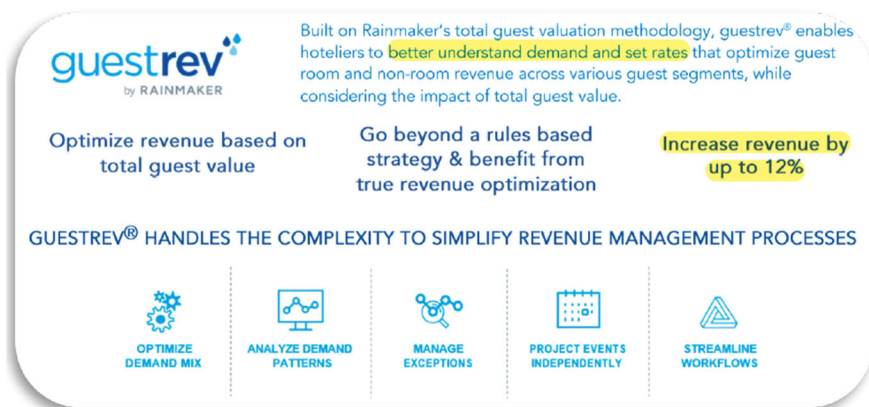 guestrev
by RAINMAKER
Built on Rainmaker's total guest valuation methodology, guestrev® enables
hoteliers to better understand demand and set rates that optimize guest
room and non-room revenue across various guest segments, while
considering the impact of total guest value.
Optimize revenue based on
total guest value
Go beyond a rules based
strategy & benefit from
true revenue optimization
Increase revenue by
up to 12%
GUESTREV® HANDLES THE COMPLEXITY TO SIMPLIFY REVENUE MANAGEMENT PROCESSES
OPTIMIZE
DEMAND MIX
ANALYZE DEMAND
PATTERNS
MANAGE
EXCEPTIONS
PROJECT EVENTS
INDEPENDENTLY
STREAMLINE
WORKFLOWS